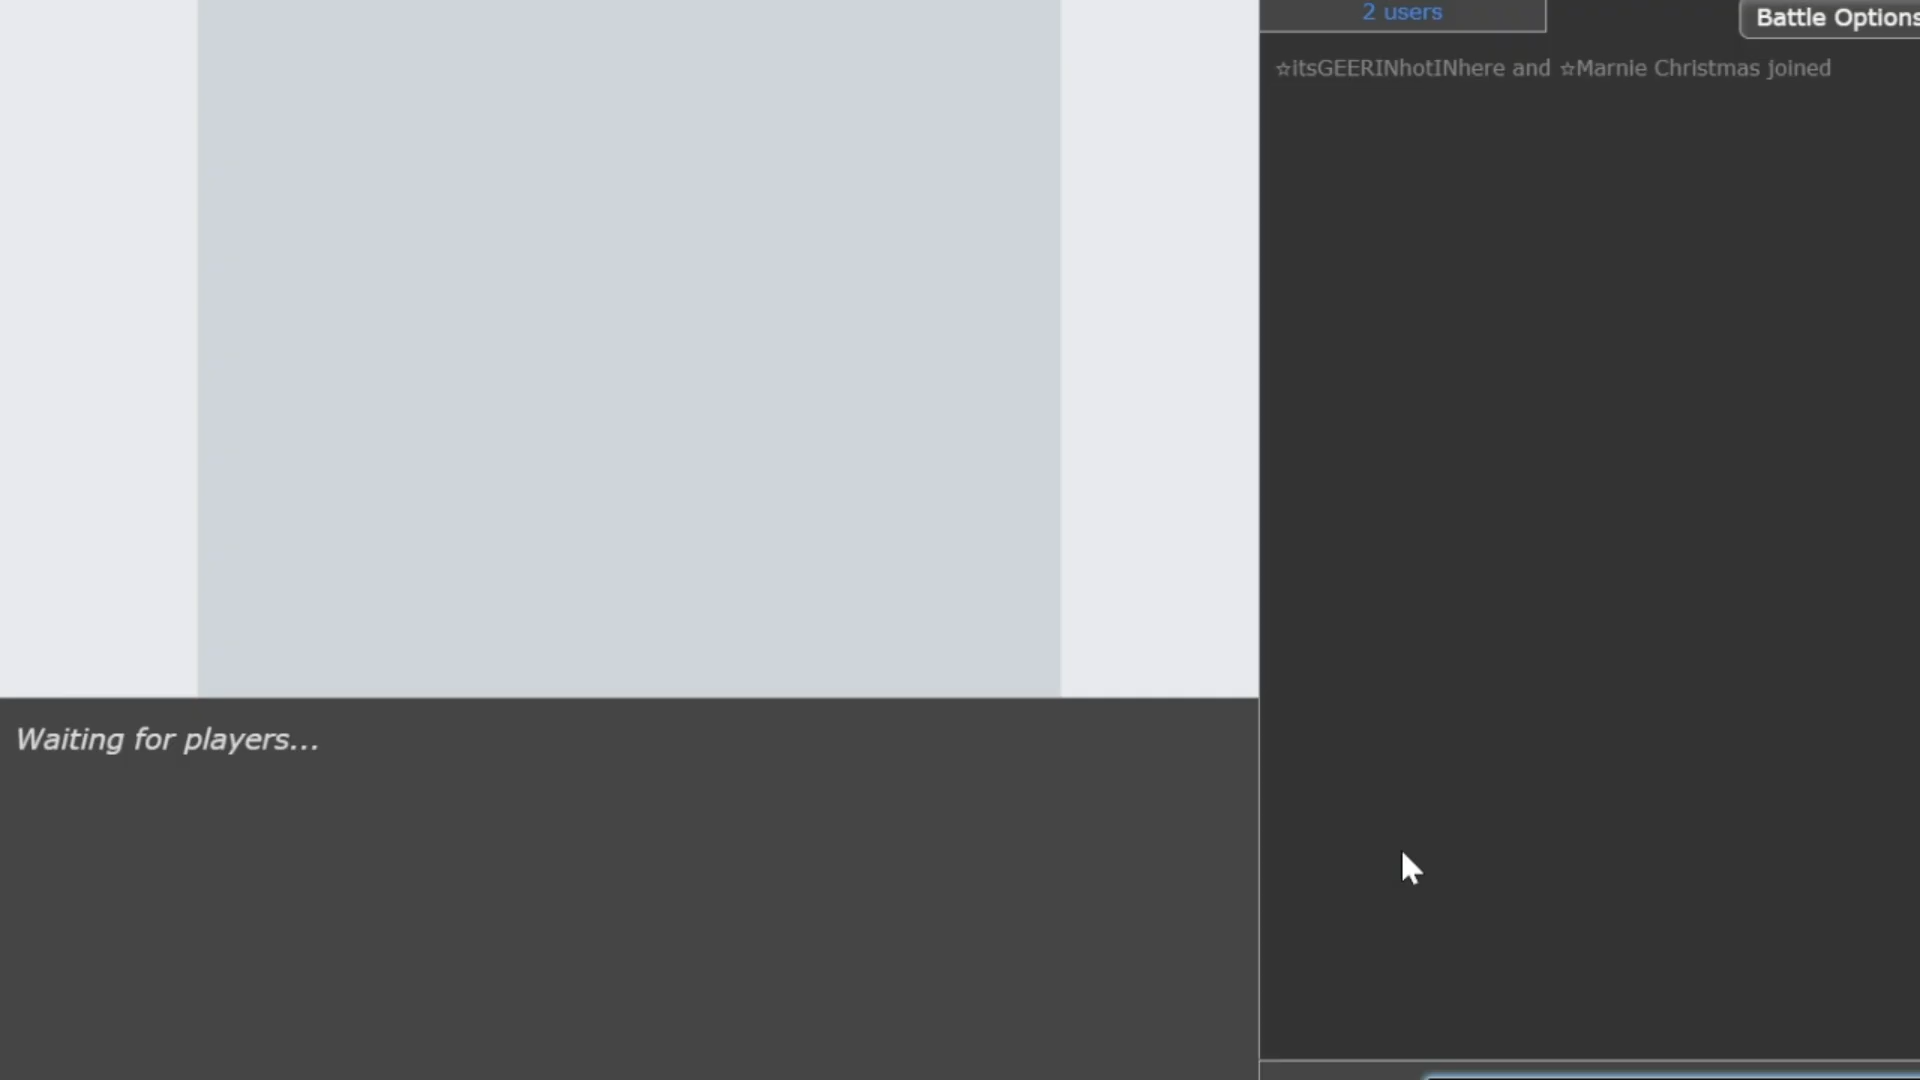 2 users
Battle Options
☆itsGEERINhotINhere and ☆Marnie Christmas joined
Waiting for players...